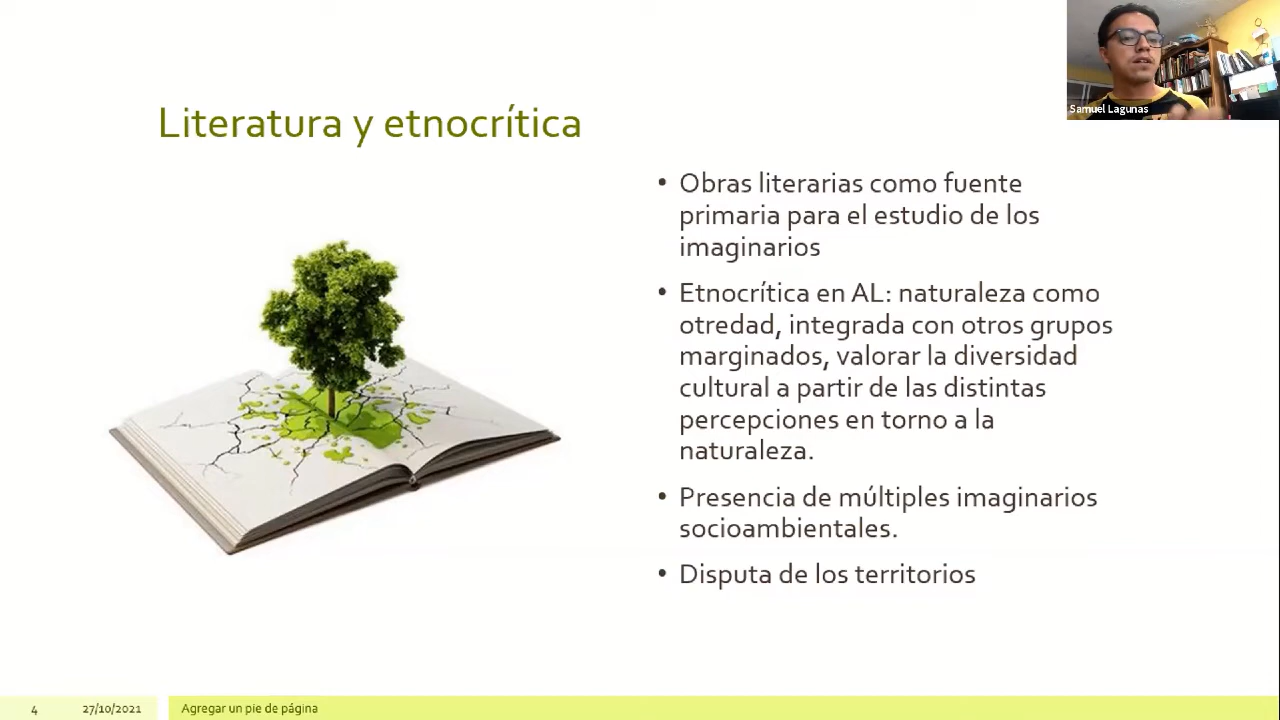 Samuel Lagunas
Literatura y etnocrítica
• Obras literarias como fuente
primaria para el estudio de los
imaginarios
• Etnocrítica en AL: naturaleza como
otredad, integrada con otros grupos
marginados, valorar la diversidad
cultural a partir de las distintas
percepciones en torno a la
naturaleza.
• Presencia de múltiples imaginarios
socioambientales.
• Disputa de los territorios
4 27/10/2021 Agregar un pie de página